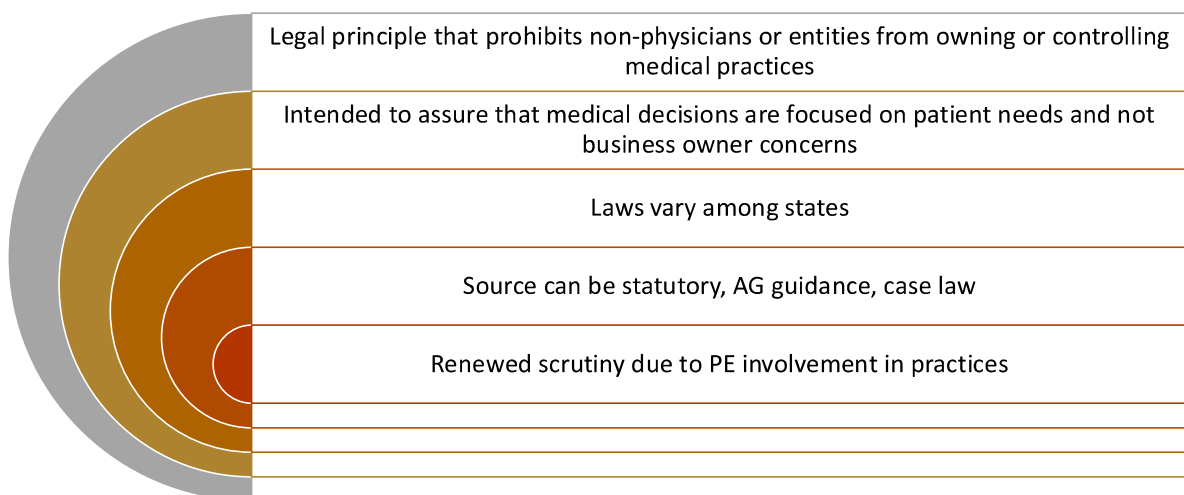 Legal principle that prohibits non-physicians or entities from owning or controlling
medical practices
Intended to assure that medical decisions are focused on patient needs and not
business owner concerns
Laws vary among states
Source can be statutory, AG guidance, case law
Renewed scrutiny due to PE involvement in practices